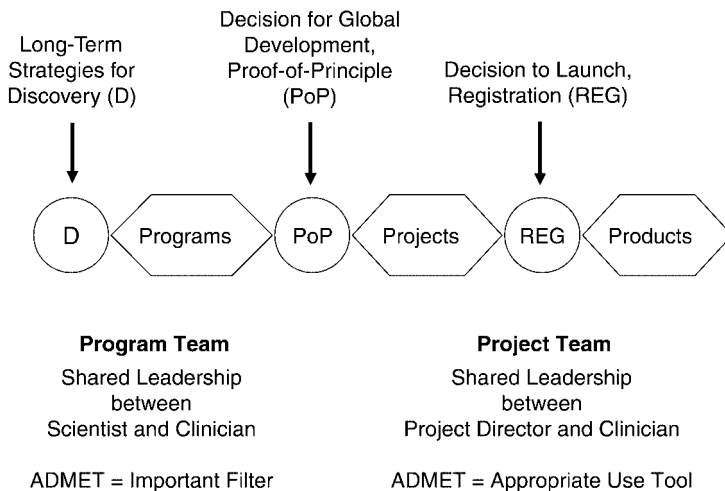 Long-Term
Strategies for
Discovery (D)
Decision for Global
Development,
Proof-of-Principle
(PoP)
Decision to Launch,
Registration (REG)
D
Programs
PoP
Projects
REG
Products
Program Team
Shared Leadership
between
Scientist and Clinician
ADMET = Important Filter
Project Team
Shared Leadership
between
Project Director and Clinician
ADMET = Appropriate Use Tool